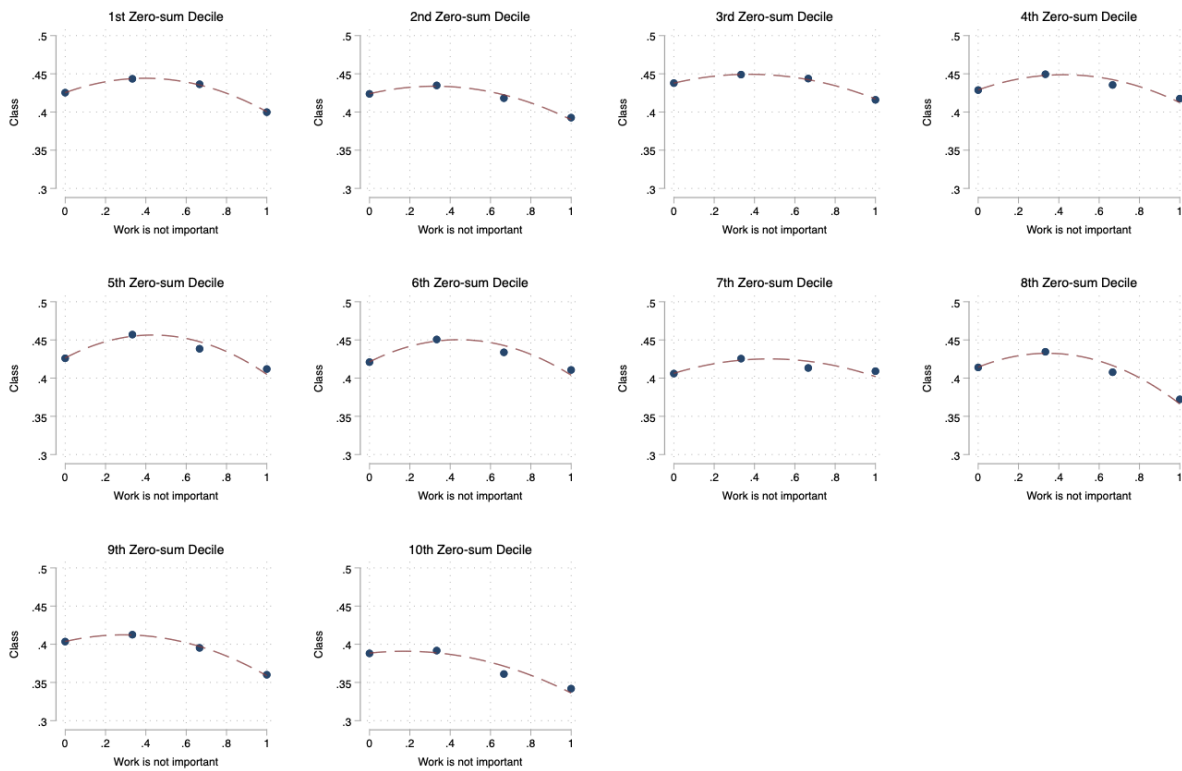 1st Zero-sum Decile
.5
.45
.4
.35
.3
Class
0 .2 .4 .6 .8 1
Work is not important
2nd Zero-sum Decile
.5
.45
.4
.35
.3
Class
0 .2 .4 .6 .8 1
Work is not important
3rd Zero-sum Decile
.5
.45
.4
.35
.3
Class
0 .2 .4 .6 .8 1
Work is not important
4th Zero-sum Decile
.5
.45
.4
.35
.3
Class
0 .2 .4 .6 .8 1
Work is not important
5th Zero-sum Decile
.5
.45
.4
.35
.3
Class
0 .2 .4 .6 .8 1
Work is not important
6th Zero-sum Decile
.5
.45
.4
.35
.3
Class
0 .2 .4 .6 .8 1
Work is not important
7th Zero-sum Decile
.5
.45
.4
.35
.3
Class
0 .2 .4 .6 .8 1
Work is not important
8th Zero-sum Decile
.5
.45
.4
.35
.3
Class
0 .2 .4 .6 .8 1
Work is not important
9th Zero-sum Decile
.5
.45
.4
.35
.3
Class
0 .2 .4 .6 .8 1
Work is not important
10th Zero-sum Decile
.5
.45
.4
.35
.3
Class
0 .2 .4 .6 .8 1
Work is not important